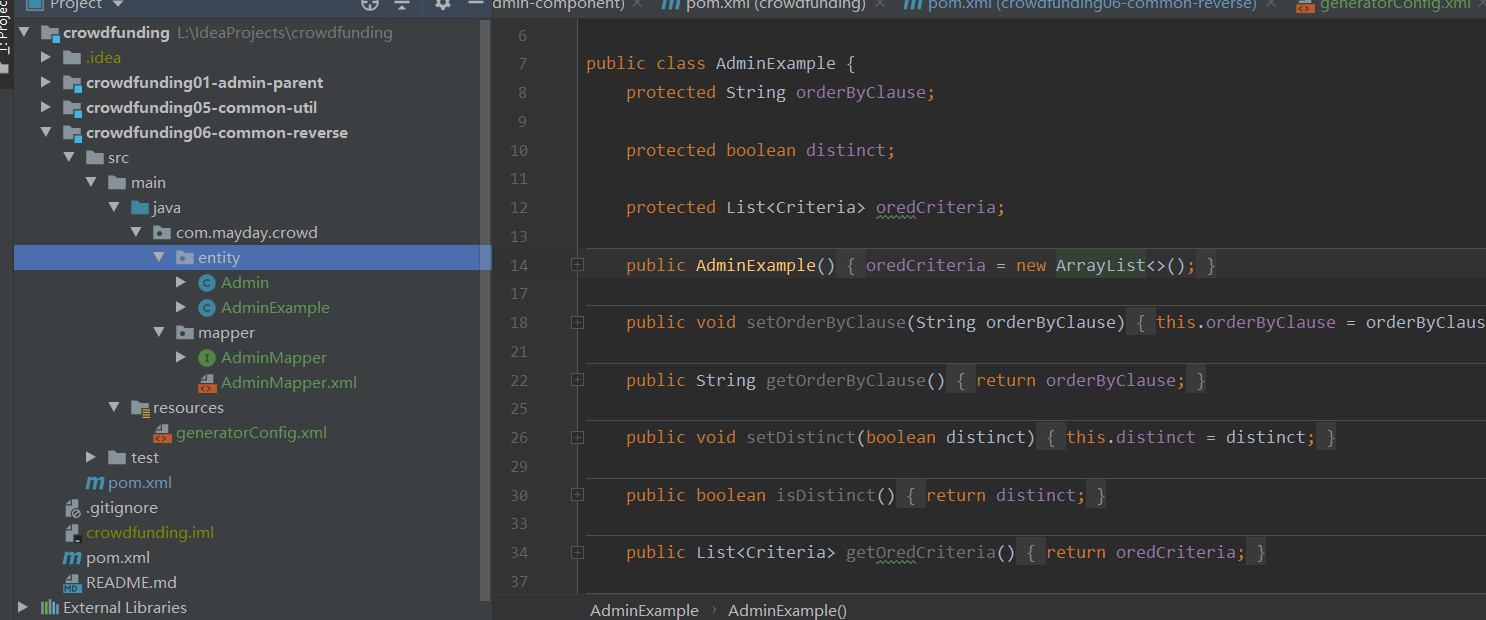 Project
1: Projec
crowdfunding L:\IdeaProjects\crowdfunding
.idea
crowdfunding01-admin-parent
crowdfunding05-common-util
crowdfunding06-common-reverse
src
main
java
com.mayday.crowd
entity
Admin
AdminExample
mapper
AdminMapper
AdminMapper.xml
resources
generatorConfig.xml
test
pom.xml
.gitignore
crowdfunding.iml
pom.xml
README.md
External Libraries
dmin-component) pom.xml (crowdfunding) pom.xml (crowdfunding06-common-reverse) generatorConfig.xml
6
7 public class AdminExample {
8 protected String orderByClause;
9
10 protected boolean distinct;
11
12 protected List<Criteria> oredCriteria;
13
14 public AdminExample() { oredCriteria = new ArrayList<>(); }
17
18 public void setOrderByClause(String orderByClause) { this.orderByClause = orderByClaus
21
22 public String getOrderByClause() { return orderByClause; }
25
26 public void setDistinct(boolean distinct) { this.distinct = distinct; }
29
30 public boolean isDistinct() { return distinct; }
33
34 public List<Criteria> getOredCriteria() { return oredCriteria; }
37
AdminExample › AdminExample()